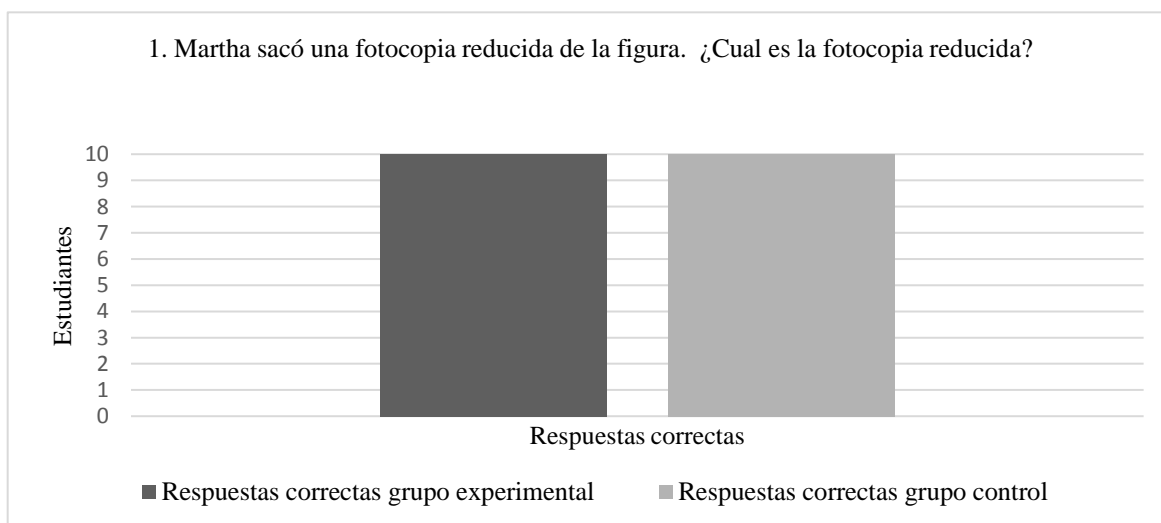 1. Martha sacó una fotocopia reducida de la figura.  ¿Cual es la fotocopia reducida?
10
9
8
7
6
5
4
3
2
1
0
Estudiantes
Respuestas correctas
Respuestas correctas grupo experimental
Respuestas correctas grupo control